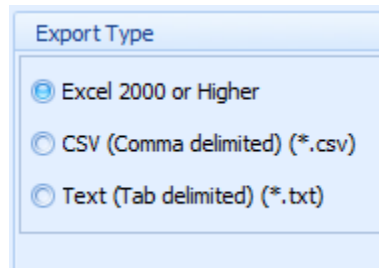 Export Type
Excel 2000 or Higher
CSV (Comma delimited) (*.csv)
Text (Tab delimited) (*.txt)